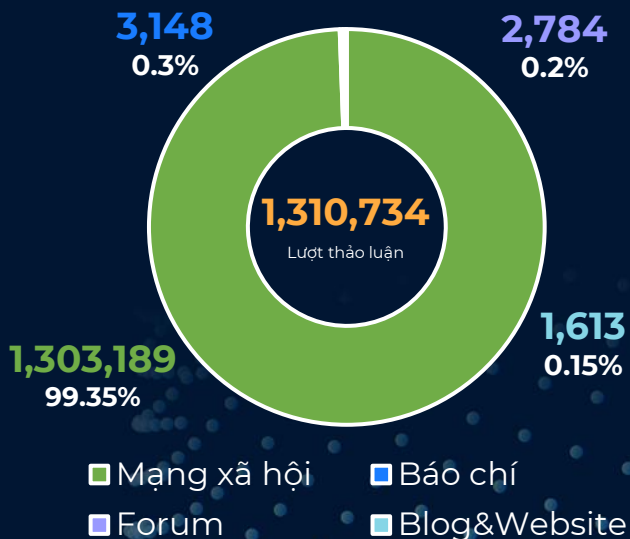 3,148
0.3%
2,784
0.2%
1,310,734
Lượt thảo luận
1,613
0.15%
1,303,189
99.35%
Mạng xã hội
Báo chí
Forum
Blog&Website